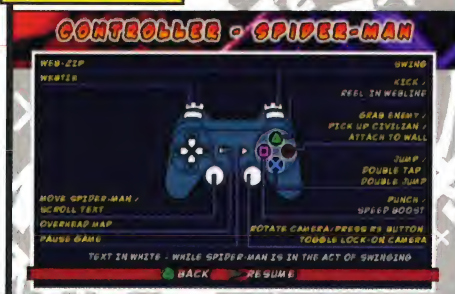 CONTROLLER - SPIDER-MAN
WEB-ZIP
WEBTIE
SWING
KICK /
REEL IN WEBLINE
GRAB ENEMY /
PICK UP CIVILIAN /
ATTACH TO WALL
JUMP /
DOUBLE TAP
DOUBLE JUMP
PUNCH /
SPEED BOOST
MOVE SPIDER-MAN /
SCROLL TEXT
OVERHEAD MAP
PAUSE GAME
ROTATE CAMERA/PRESS R3 BUTTON
TOGGLE LOCK-ON CAMERA
TEXT IN WHITE - WHILE SPIDER-MAN IS IN THE ACT OF SWINGING
BACK
RESUME